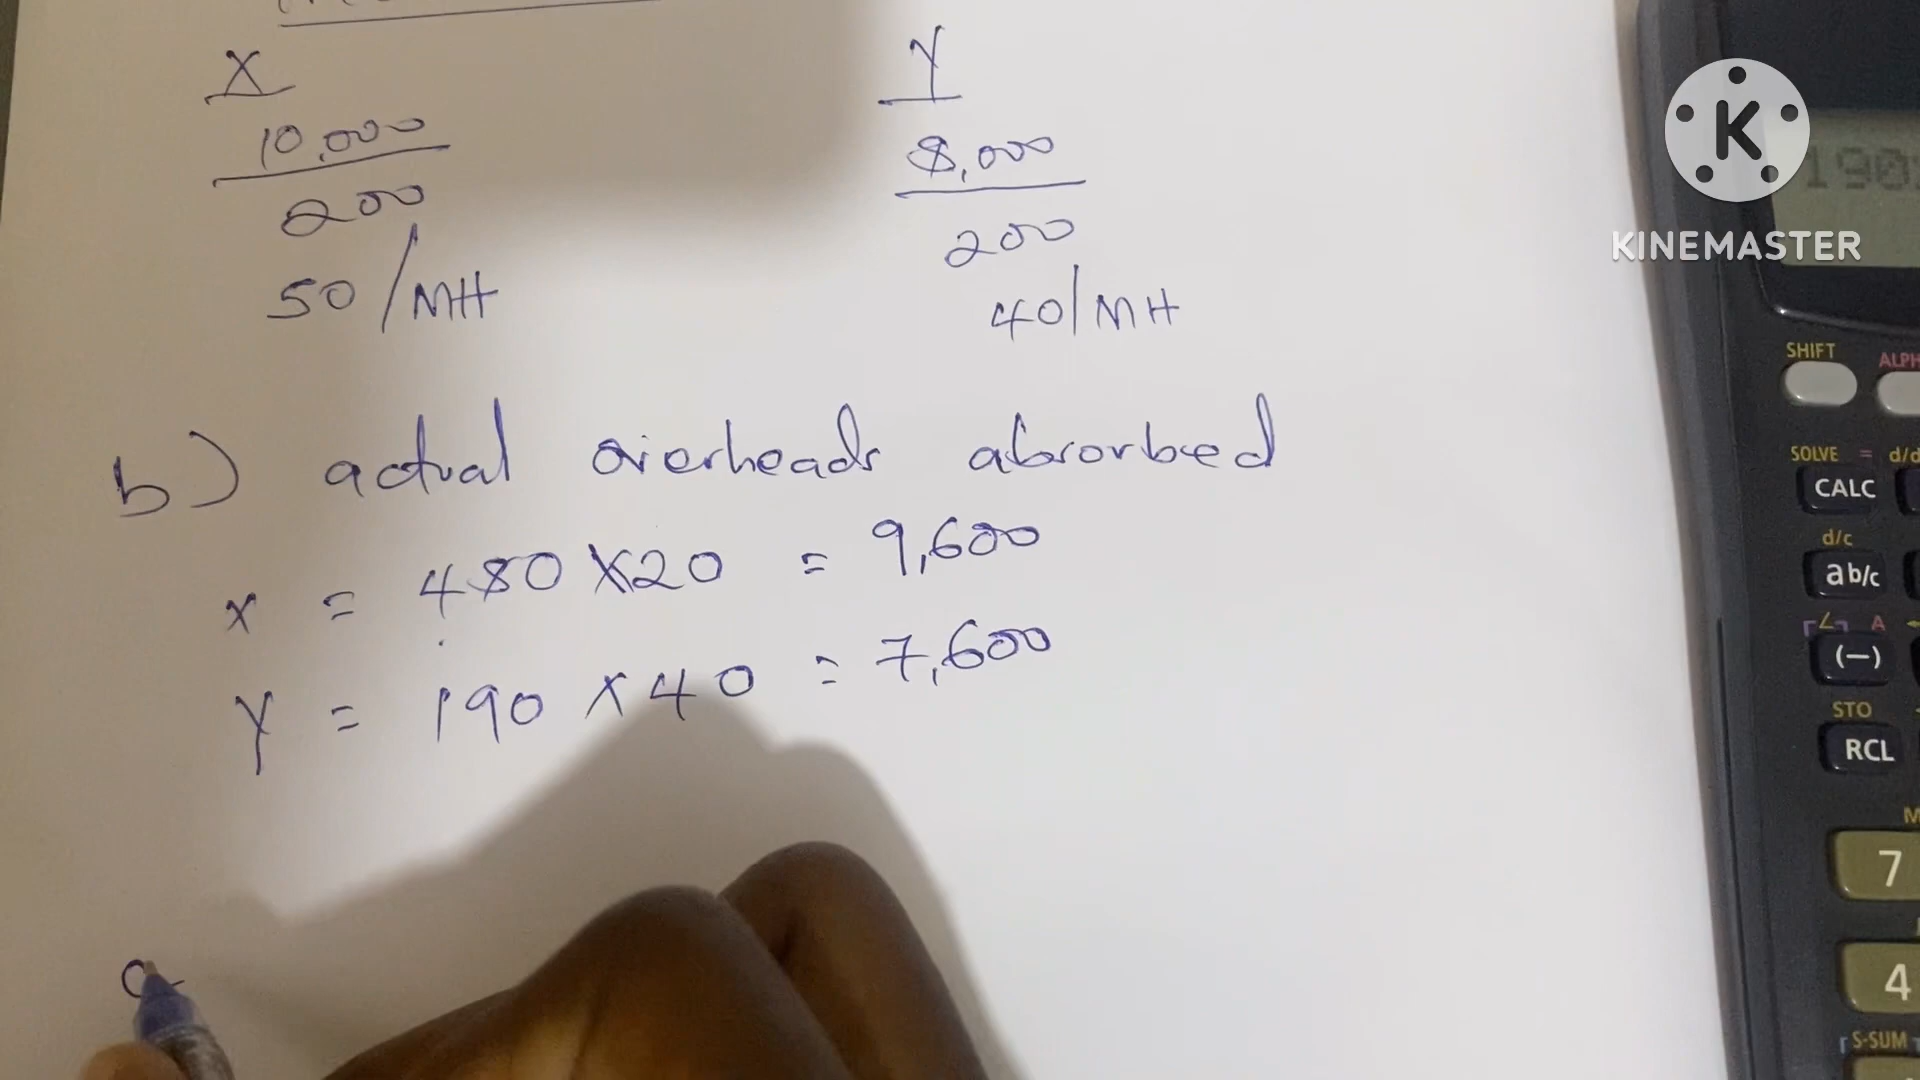 X Y
10,000 8,000
200 200
50/MH 40/MH
b) actual overheads absorbed
x = 480 X 20 = 9,600
Y = 190 x 40 = 7,600
K
KINEMASTER
190
SHIFT
SOLVE = d/d
CALC
d/c
ab/c
A
(—)
STO
RCL
M
7
4
S-SUM